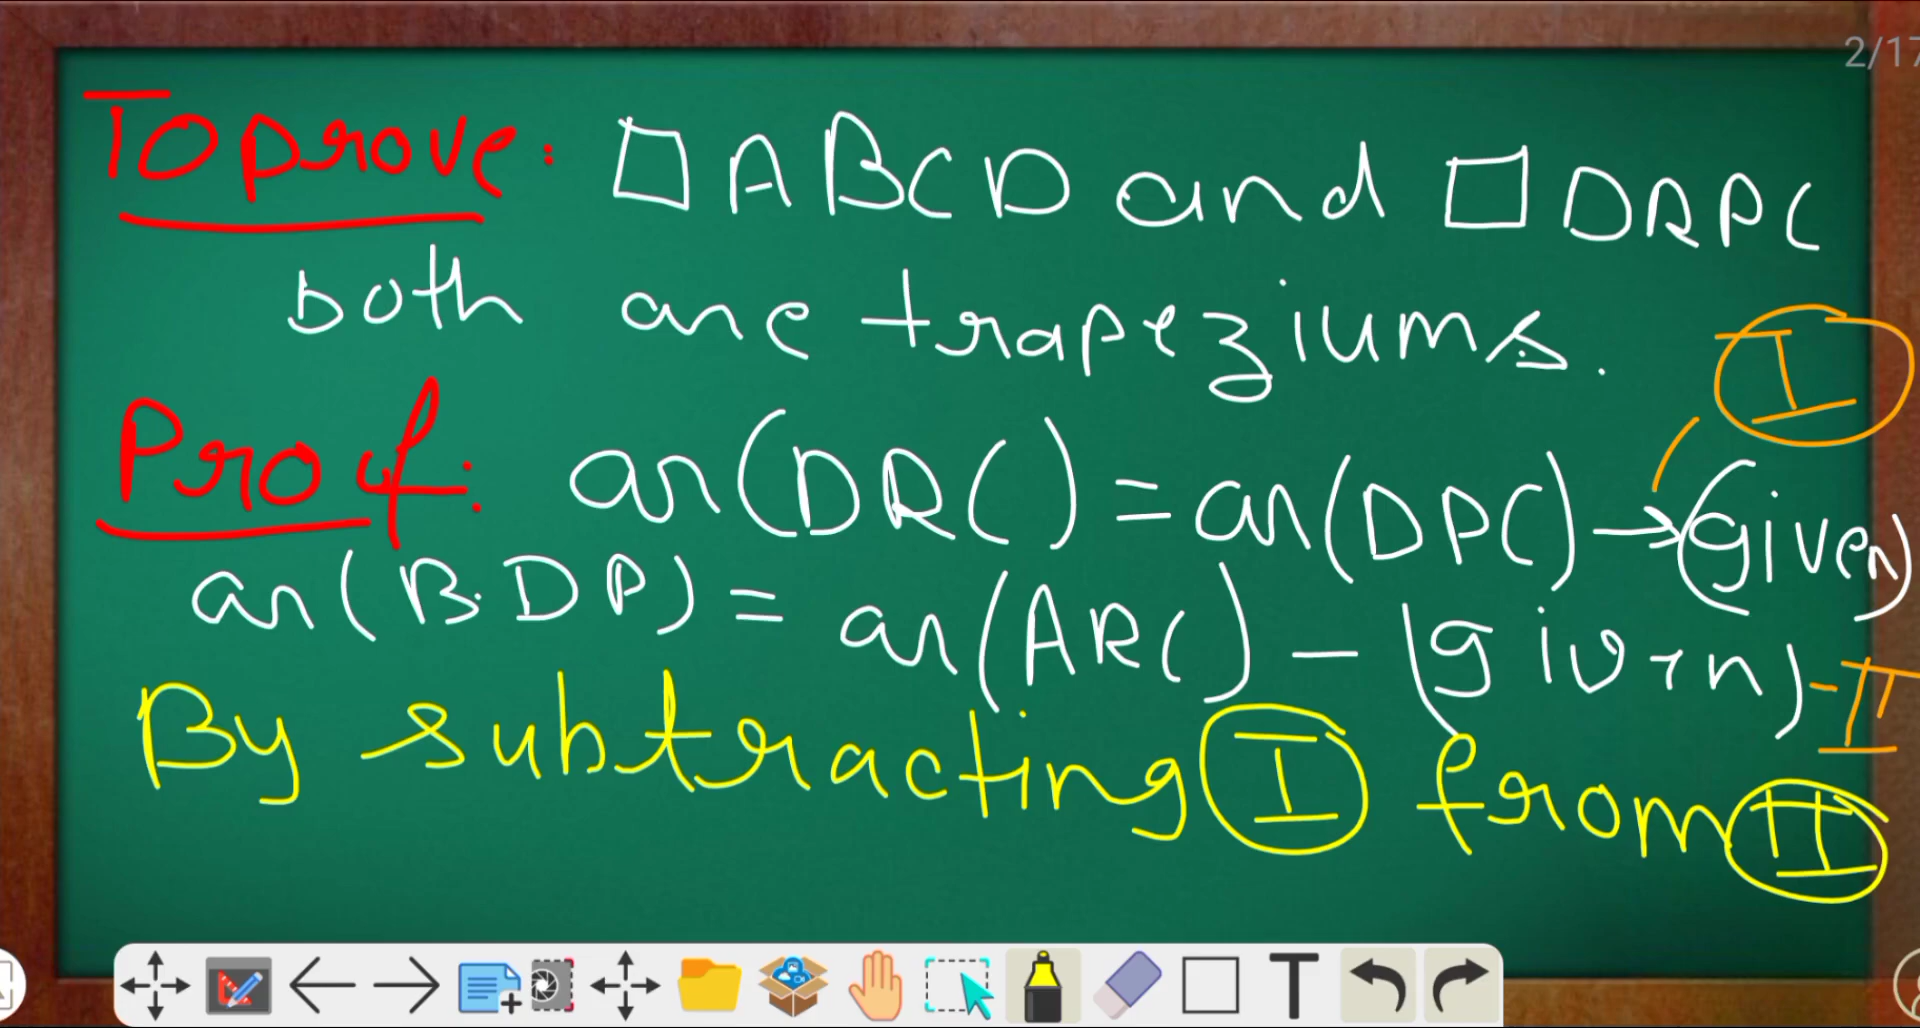 2/17
To prove: □ABCD and □DRPC
both are trapeziums.
I
Proof: ar(DRC) = ar(DPC) → (given)
ar(BDP) = ar(ARC) – (given) - II
By subtracting I from II
T